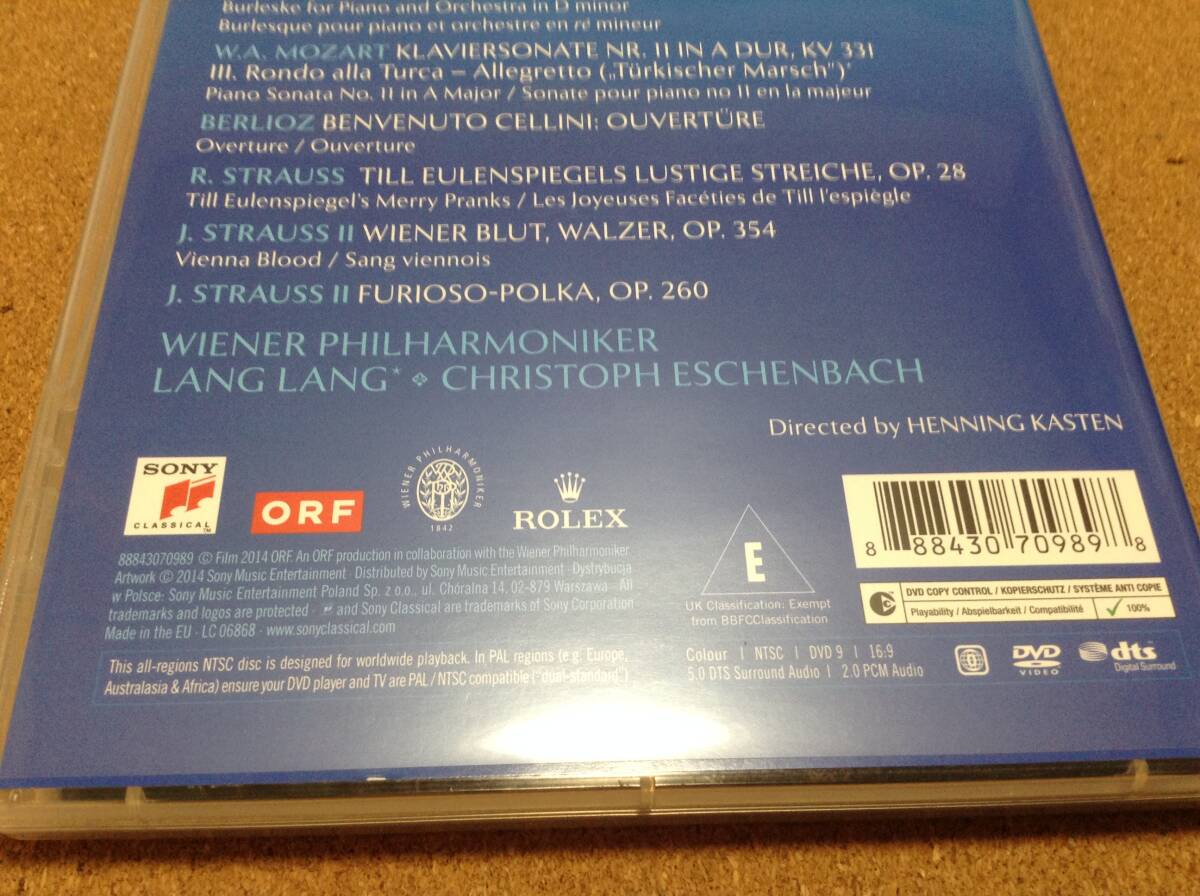 Burleske for Piano and Orchestra in D minor
Burlesque pour piano et orchestre en ré mineur
W.A. MOZART KLAVIERSONATE NR. 11 IN A DUR, KV 331
III. Rondo alla Turca – Allegretto („Türkischer Marsch“)*
Piano Sonata No. 11 in A Major / Sonate pour piano no 11 en la majeur
BERLIOZ BENVENUTO CELLINI: OUVERTÜRE
Overture / Ouverture
R. STRAUSS TILL EULENSPIEGELS LUSTIGE STREICHE, OP. 28
Till Eulenspiegel's Merry Pranks / Les Joyeuses Facéties de Till l'espiègle
J. STRAUSS II WIENER BLUT, WALZER, OP. 354
Vienna Blood / Sang viennois
J. STRAUSS II FURIOSO-POLKA, OP. 260
WIENER PHILHARMONIKER
LANG LANG* ❖ CHRISTOPH ESCHENBACH
Directed by HENNING KASTEN
SONY
CLASSICAL™
ORF
WIENER PHILHARMONIKER
1842
ROLEX
88843070989 © Film 2014 ORF. An ORF production in collaboration with the Wiener Philharmoniker
Artwork © 2014 Sony Music Entertainment · Distributed by Sony Music Entertainment · Dystrybucja
w Polsce: Sony Music Entertainment Poland Sp. z o.o., ul. Chłralna 14. 02-879 Warszawa · All
trademarks and logos are protected · and Sony Classical are trademarks of Sony Corporation
Made in the EU · LC 06868 · www.sonyclassical.com
This all-regions NTSC disc is designed for worldwide playback. In PAL regions (e.g. Europe,
Australasia & Africa) ensure your DVD player and TV are PAL / NTSC compatible ("dual-standard")
E
UK Classification: Exempt
from BBFCClassification
8 88430 70989 8
DVD COPY CONTROL / KOPIERSCHUTZ / SYSTÈME ANTI COPIE
Playability / Abspielbarkeit / Compatibilité ✓ 100%
Colour | NTSC | DVD 9 | 16:9
5.0 DTS Surround Audio | 2.0 PCM Audio
0
DVD
VIDEO
dts
Digital Surround